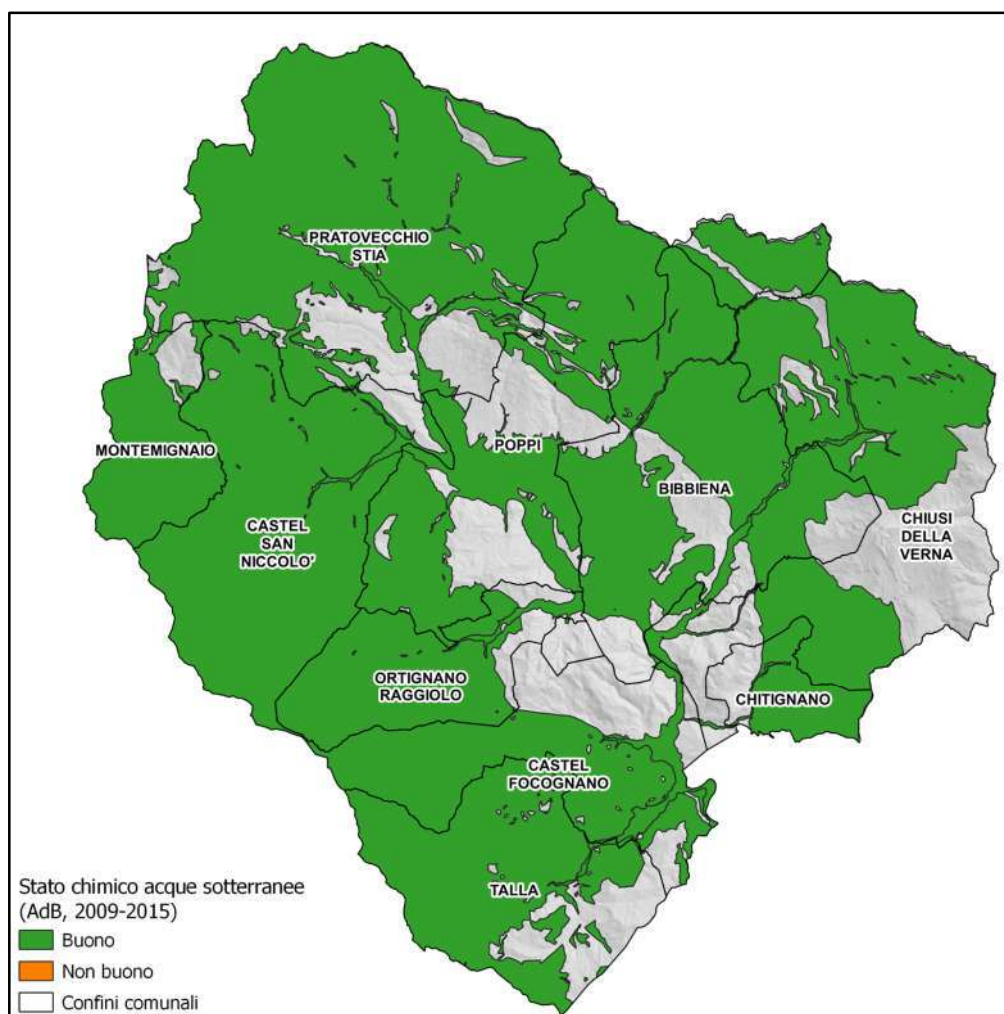 PRATOVECCHIO
STIA
MONTEMIGNAIO
POPPI
BIBBIENA
CASTEL
SAN
NICCOLO'
CHIUSI
DELLA
VERNA
ORTIGNANO
RAGGIOLO
CHITIGNANO
CASTEL
FOCOGNANO
TALLA
Stato chimico acque sotterranee
(AdB, 2009-2015)
Buono
Non buono
Confini comunali